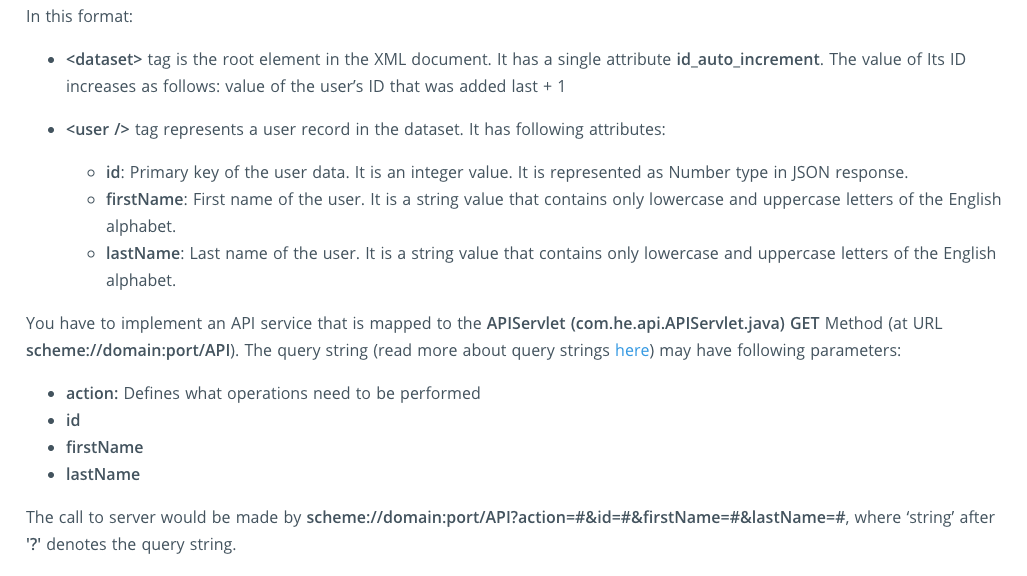 In this format:
• <dataset> tag is the root element in the XML document. It has a single attribute id_auto_increment. The value of Its ID
increases as follows: value of the user’s ID that was added last + 1
• <user /> tag represents a user record in the dataset. It has following attributes:
◦ id: Primary key of the user data. It is an integer value. It is represented as Number type in JSON response.
◦ firstName: First name of the user. It is a string value that contains only lowercase and uppercase letters of the English
alphabet.
◦ lastName: Last name of the user. It is a string value that contains only lowercase and uppercase letters of the English
alphabet.
You have to implement an API service that is mapped to the APIServlet (com.he.api.APIServlet.java) GET Method (at URL
scheme://domain:port/API). The query string (read more about query strings here) may have following parameters:
• action: Defines what operations need to be performed
• id
• firstName
• lastName
The call to server would be made by scheme://domain:port/API?action=#&id=#&firstName=#&lastName=#, where ‘string’ after
'?' denotes the query string.